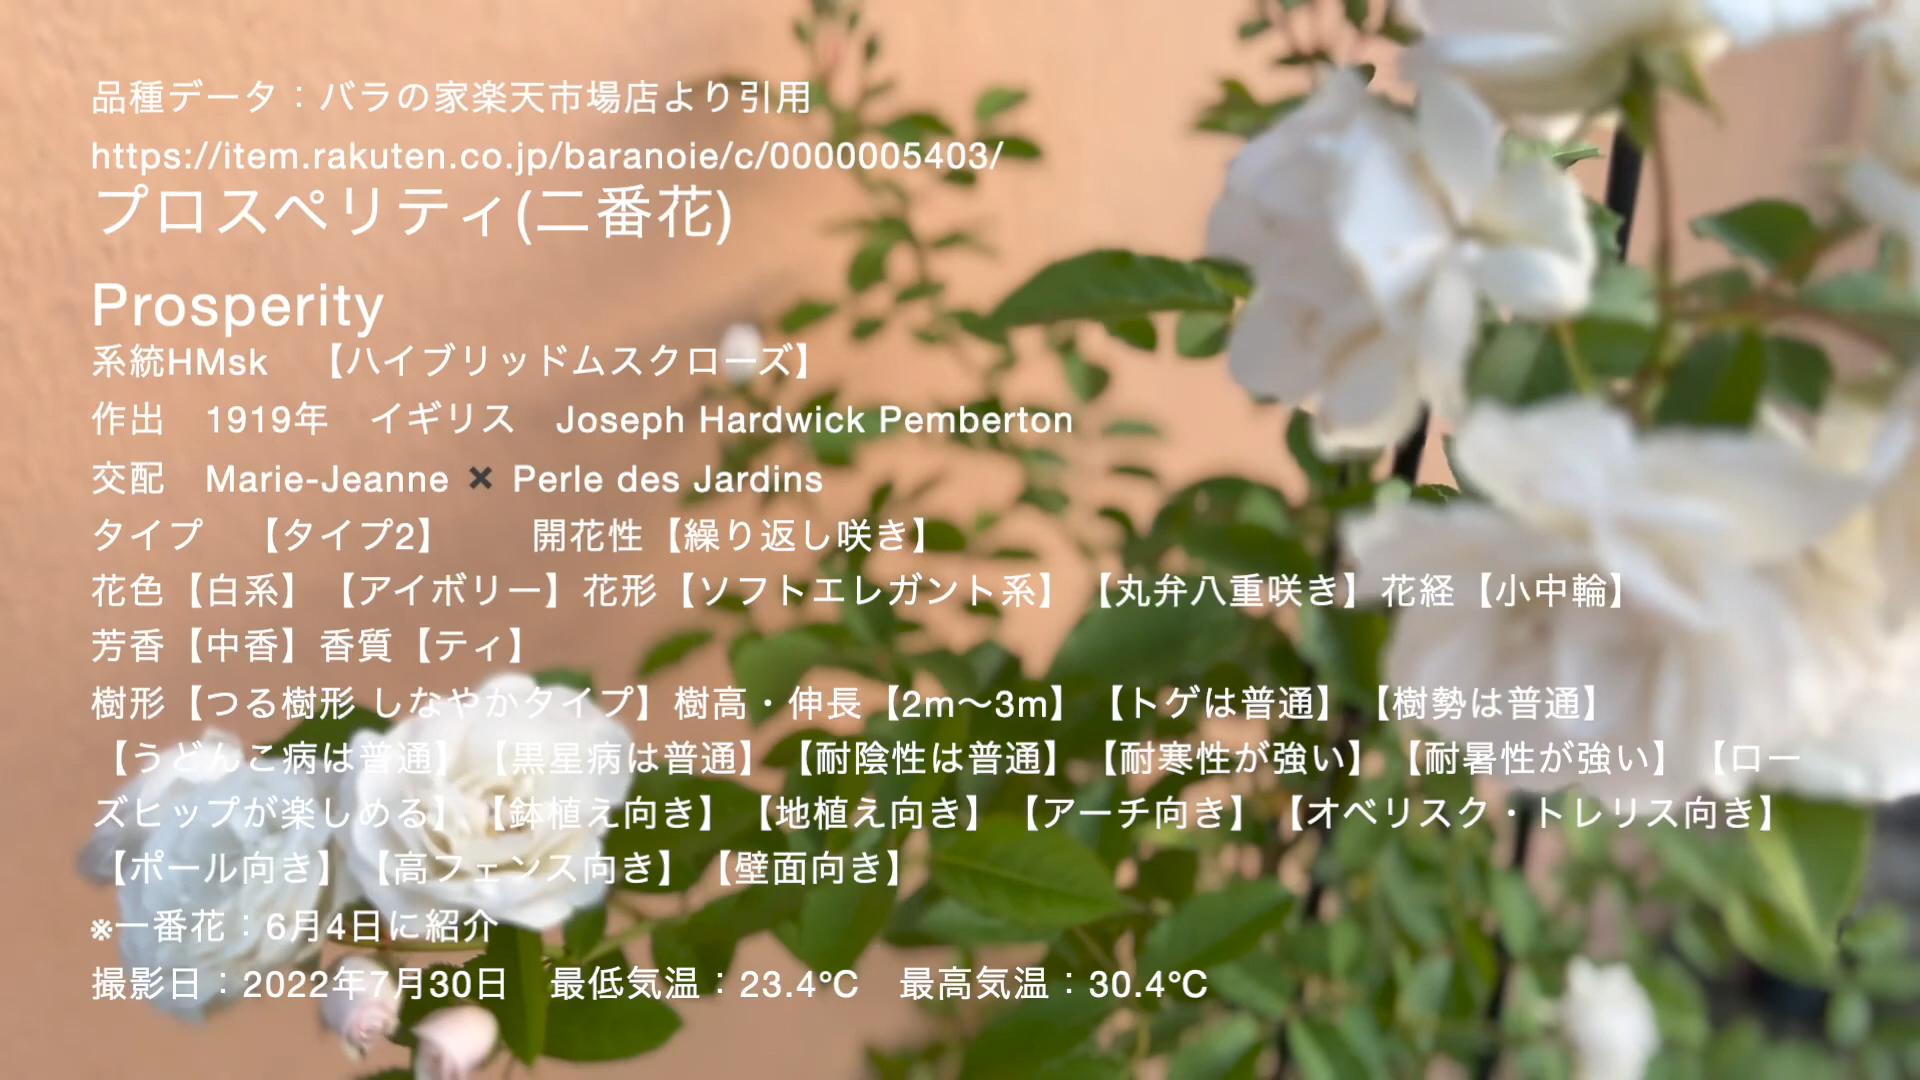 品種データ：バラの家楽天市場店より引用
https://item.rakuten.co.jp/baranoie/c/0000005403/
プロスペリティ(二番花)
Prosperity
系統HMsk　【ハイブリッドムスクローズ】
作出　1919年　イギリス　Joseph Hardwick Pemberton
交配　Marie-Jeanne ✖ Perle des Jardins
タイプ　【タイプ2】　　開花性【繰り返し咲き】
花色【白系】【アイボリー】花形【ソフトエレガント系】【丸弁八重咲き】花経【小中輪】
芳香【中香】香質【ティ】
樹形【つる樹形 しなやかタイプ】樹高・伸長【2m〜3m】【トゲは普通】【樹勢は普通】
【うどんこ病は普通】【黒星病は普通】【耐陰性は普通】【耐寒性が強い】【耐暑性が強い】【ロー
ズヒップが楽しめる】【鉢植え向き】【地植え向き】【アーチ向き】【オベリスク・トレリス向き】
【ポール向き】【高フェンス向き】【壁面向き】
※一番花：6月4日に紹介
撮影日：2022年7月30日　最低気温：23.4℃　最高気温：30.4℃